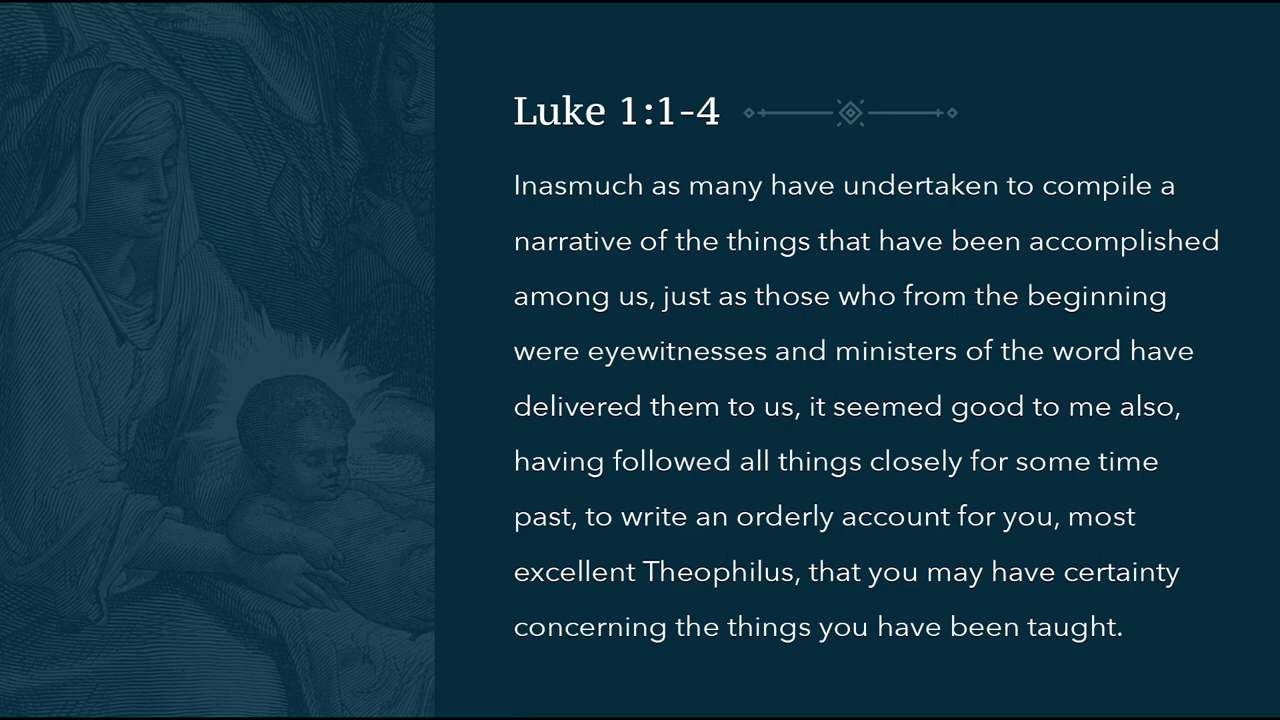 Luke 1:1-4
Inasmuch as many have undertaken to compile a
narrative of the things that have been accomplished
among us, just as those who from the beginning
were eyewitnesses and ministers of the word have
delivered them to us, it seemed good to me also,
having followed all things closely for some time
past, to write an orderly account for you, most
excellent Theophilus, that you may have certainty
concerning the things you have been taught.